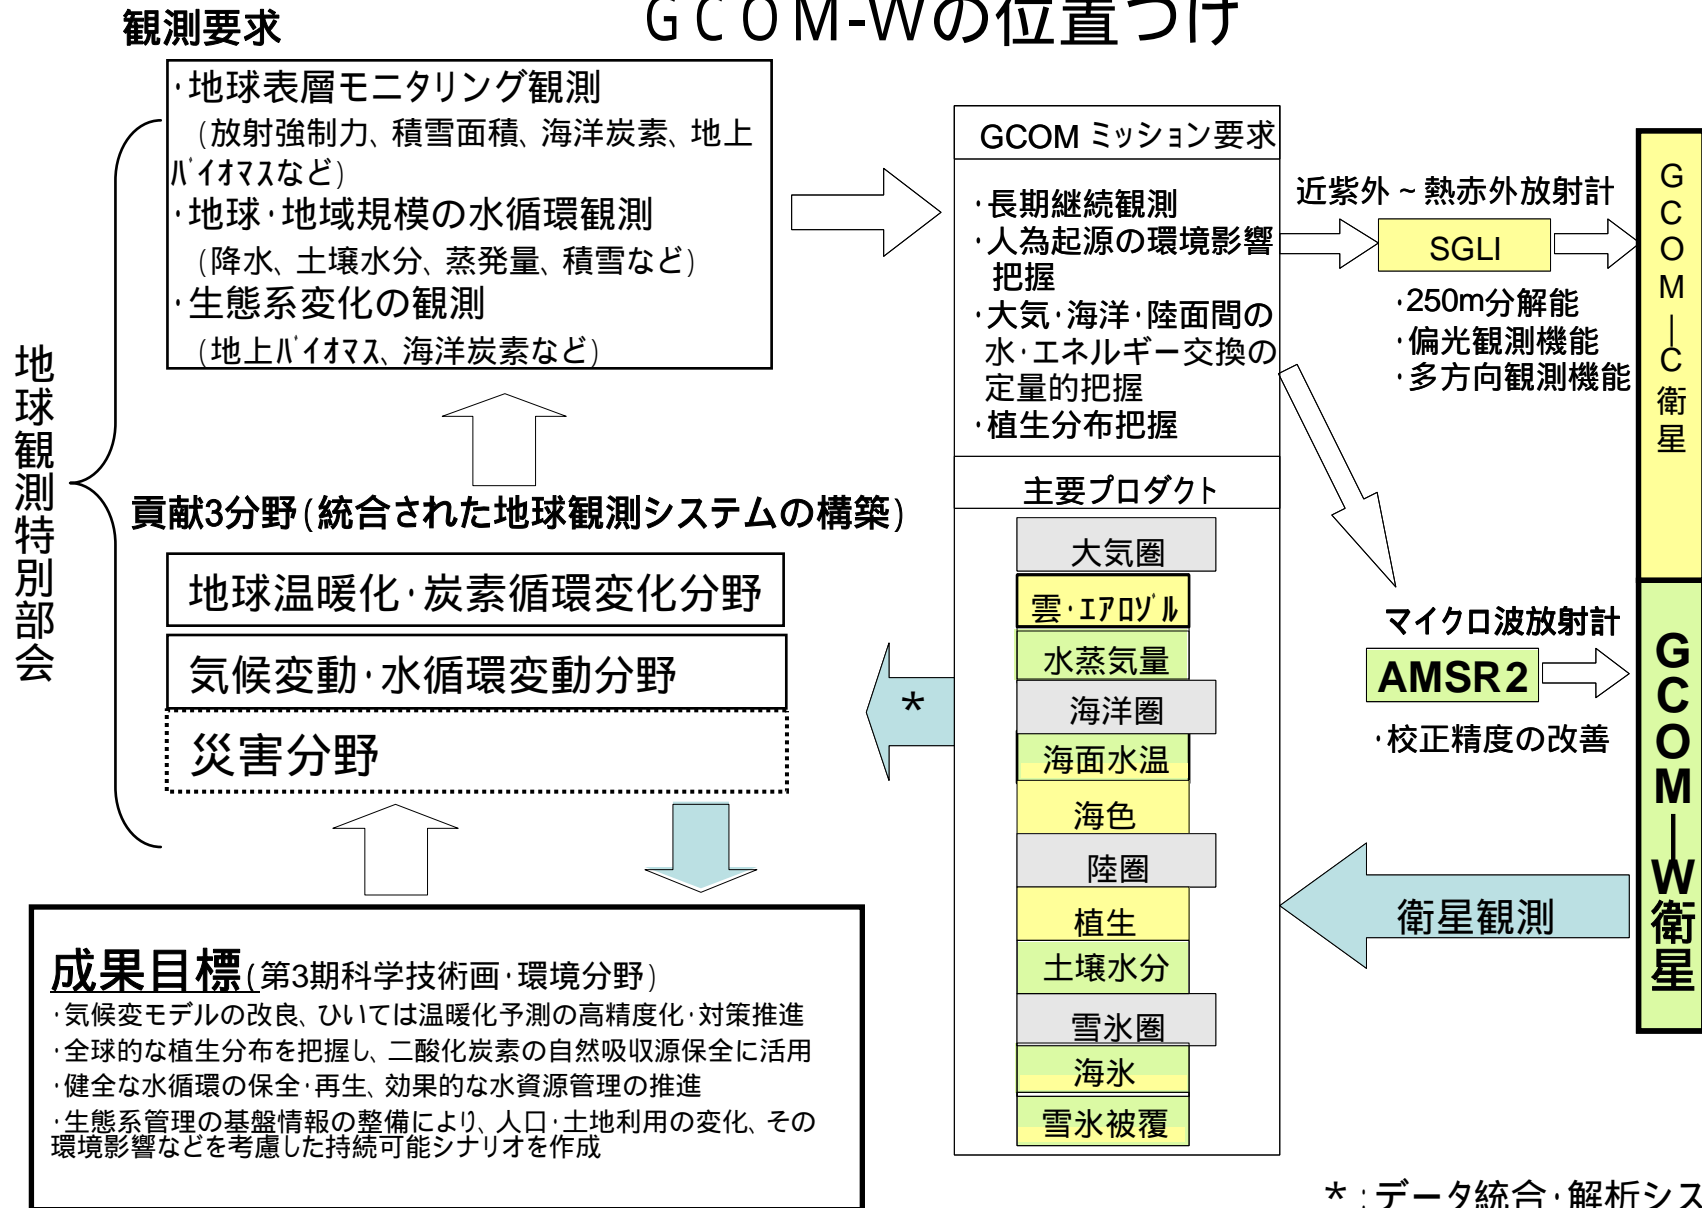 GCOM-Wの位置づけ
観測要求
・地球表層モニタリング観測
(放射強制力、積雪面積、海洋炭素、地上
バイオマスなど)
・地球・地域規模の水循環観測
(降水、土壌水分、蒸発量、積雪など)
・生態系変化の観測
(地上バイオマス、海洋炭素など)
地球観測特別部会
貢献3分野(統合された地球観測システムの構築)
地球温暖化・炭素循環変化分野
気候変動・水循環変動分野
災害分野
成果目標(第3期科学技術画・環境分野)
・気候変モデルの改良、ひいては温暖化予測の高精度化・対策推進
・全球的な植生分布を把握し、二酸化炭素の自然吸収源保全に活用
・健全な水循環の保全・再生、効果的な水資源管理の推進
・生態系管理の基盤情報の整備により、人口・土地利用の変化、その
環境影響などを考慮した持続可能シナリオを作成
*
GCOM ミッション要求
・長期継続観測
・人為起源の環境影響
把握
・大気・海洋・陸面間の
水・エネルギー交換の
定量的把握
・植生分布把握
主要プロダクト
大気圏
雲・エアロゾル
水蒸気量
海洋圏
海面水温
海色
陸圏
植生
土壌水分
雪氷圏
海氷
雪氷被覆
近紫外~熱赤外放射計
SGLI
・250m分解能
・偏光観測機能
・多方向観測機能
マイクロ波放射計
AMSR2
・校正精度の改善
衛星観測
GCOM―C衛星
GCOM―W衛星
*:データ統合・解析シス